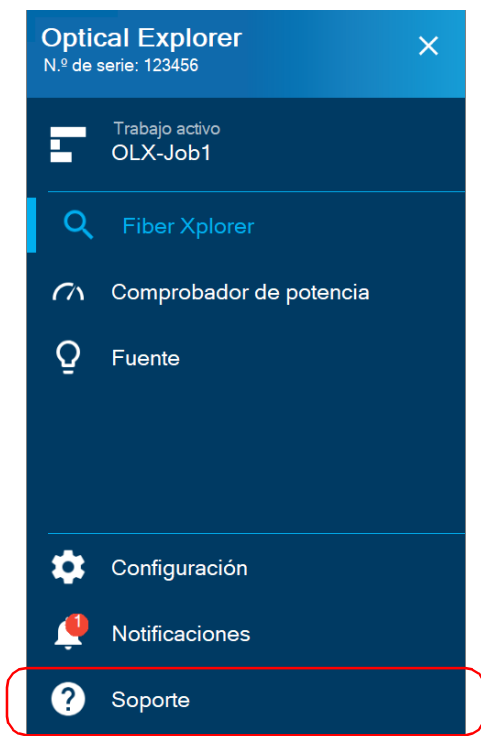 Optical Explorer
N.º de serie: 123456
Trabajo activo
OLX-Job1
Fiber Xplorer
Comprobador de potencia
Fuente
Configuración
1
Notificaciones
Soporte